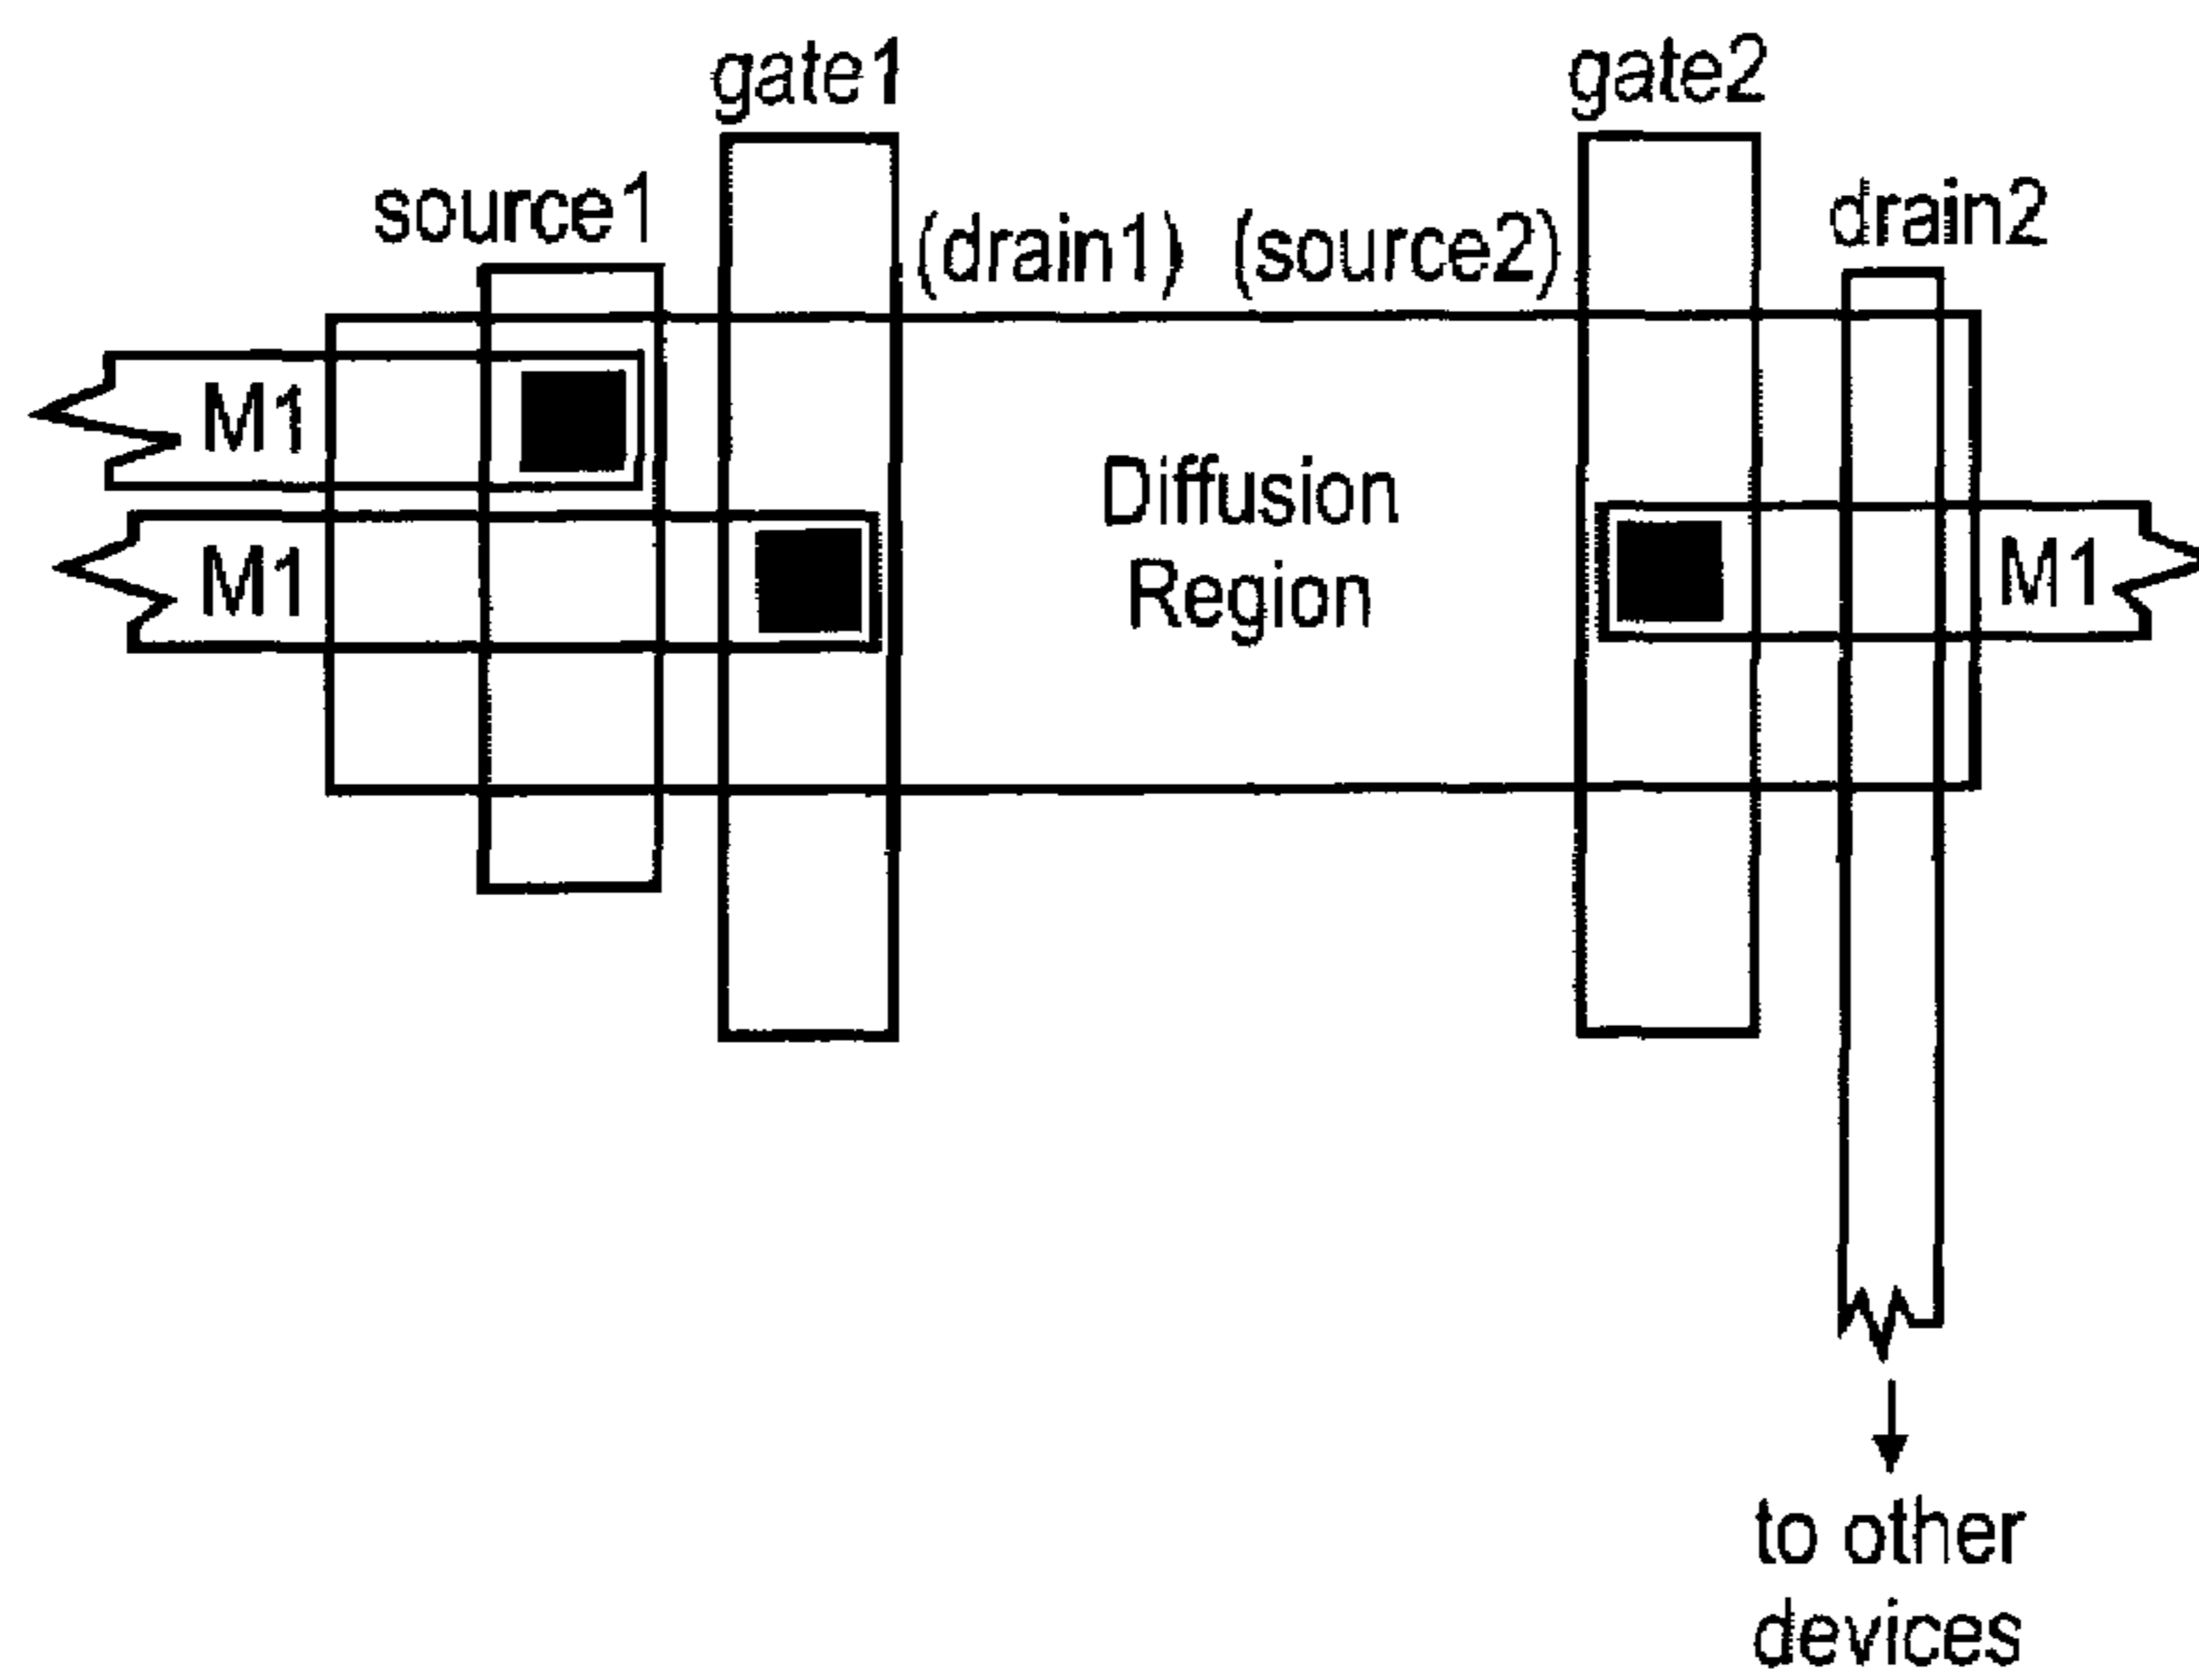 gate1
gate2
source1
(drain1) (source2)
drain2
M1
M1
Diffusion
Region
M1
to other
devices